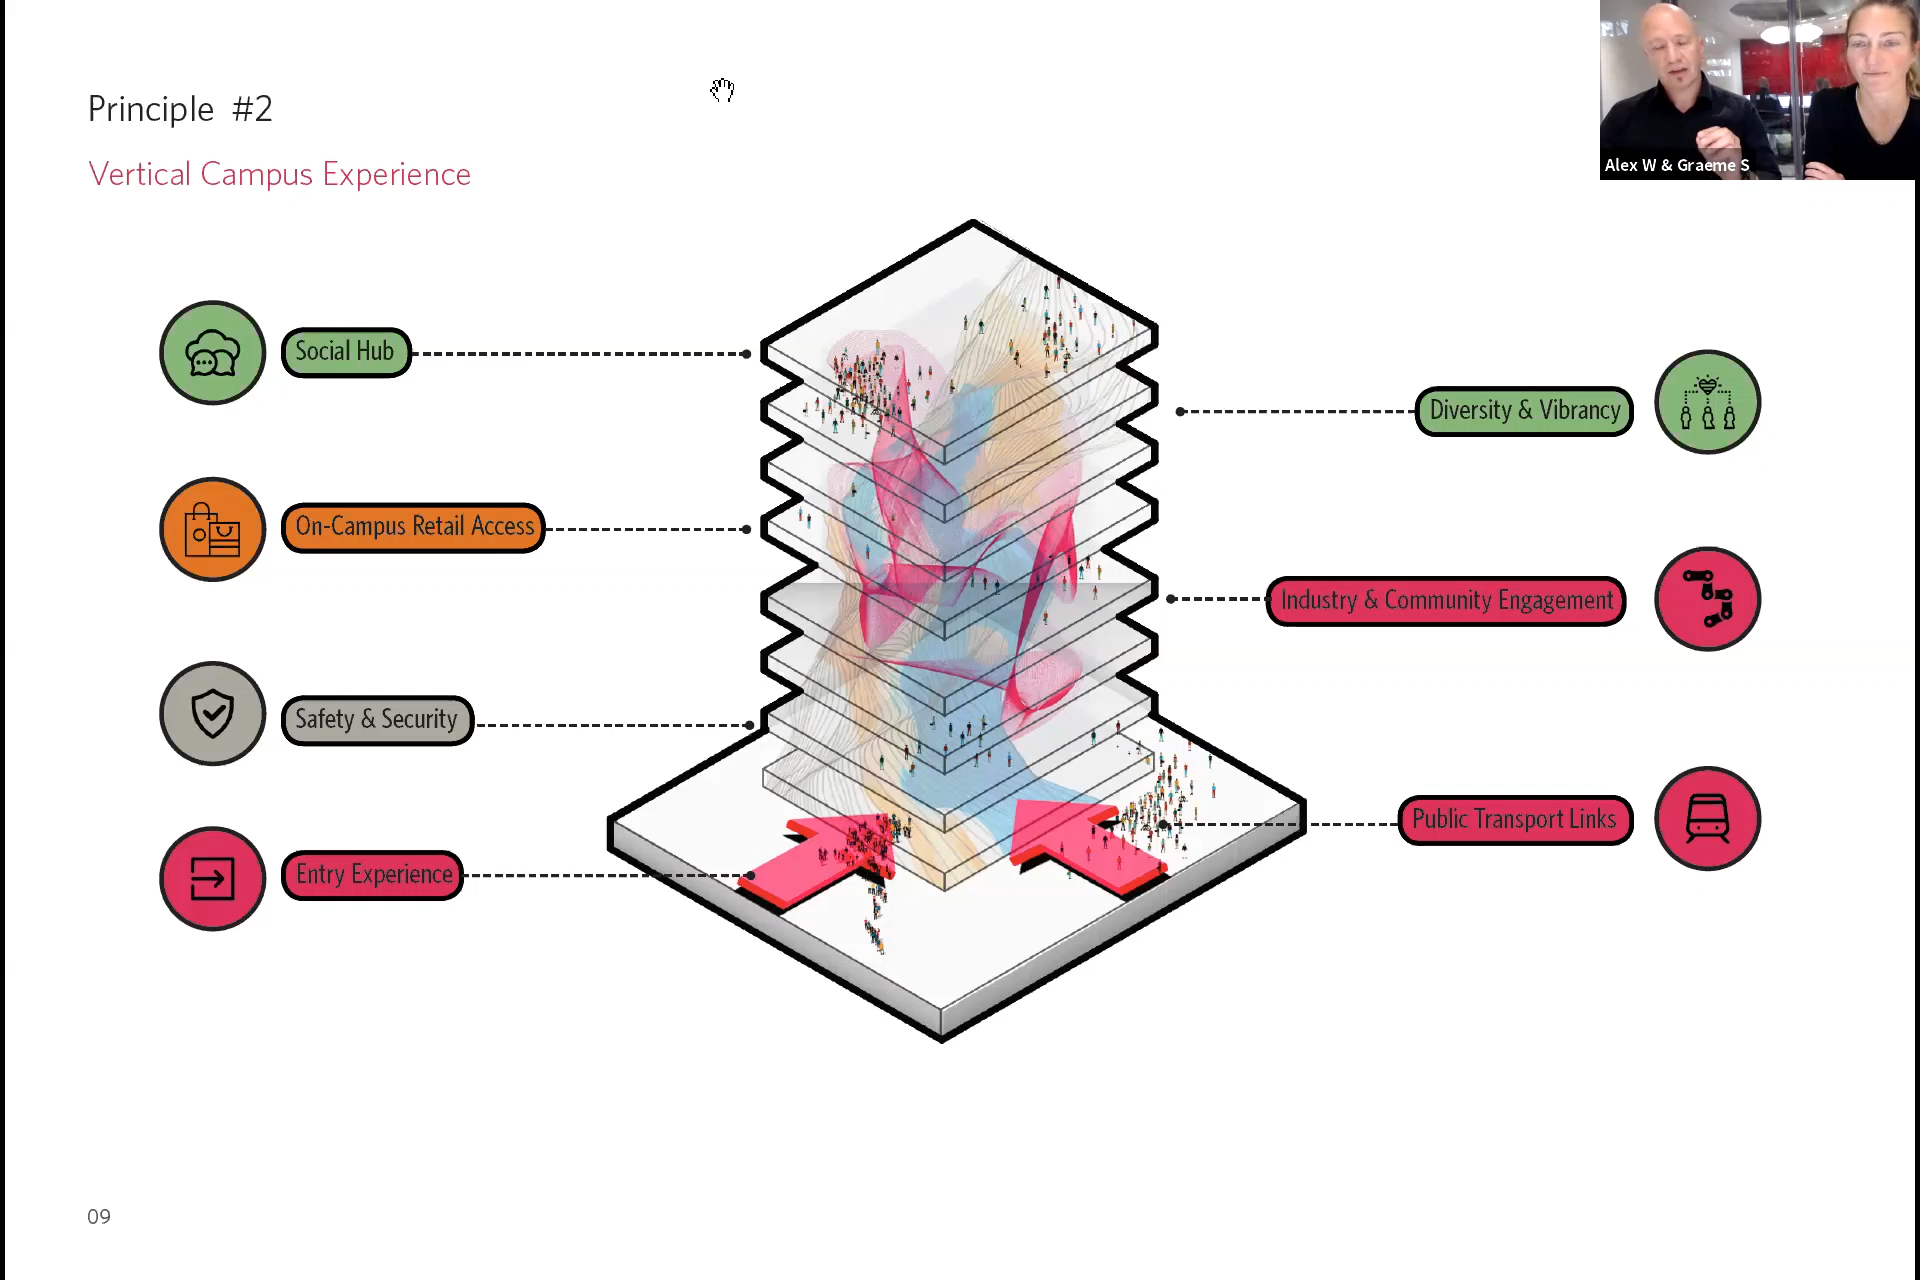 Principle #2
Vertical Campus Experience
Alex W & Graeme S
Social Hub
Diversity & Vibrancy
On-Campus Retail Access
Industry & Community Engagement
Safety & Security
Public Transport Links
Entry Experience
09